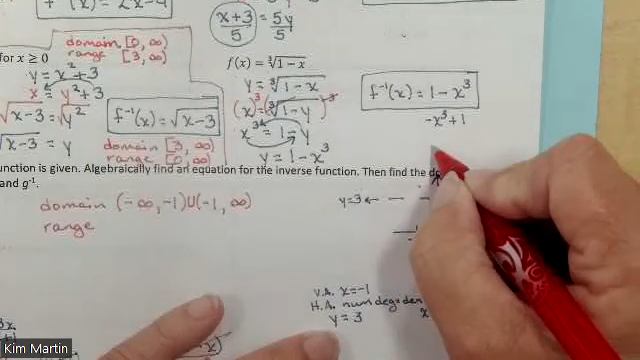 f⁻¹(x) = 2x-4
x+3/5 = 5y/5
for x ≥ 0
domain [0, ∞)
range [3, ∞)
y = x² + 3
x = y² + 3
√x-3 = √y²
√x-3 = y
f⁻¹(x) = √x-3
domain [3, ∞)
range [0, ∞)
f(x) = ∛1 − x
y = ∛1-x
(x)³ = (∛1-y)³
x³ = 1-y
y = 1-x³
f⁻¹(x) = 1-x³
-x³+1
unction is given. Algebraically find an equation for the inverse function. Then find the
and g⁻¹.
domain (-∞, -1)U(-1, ∞)
range
y=3
V.A. x=-1
H.A. num deg=den
y = 3
Kim Martin